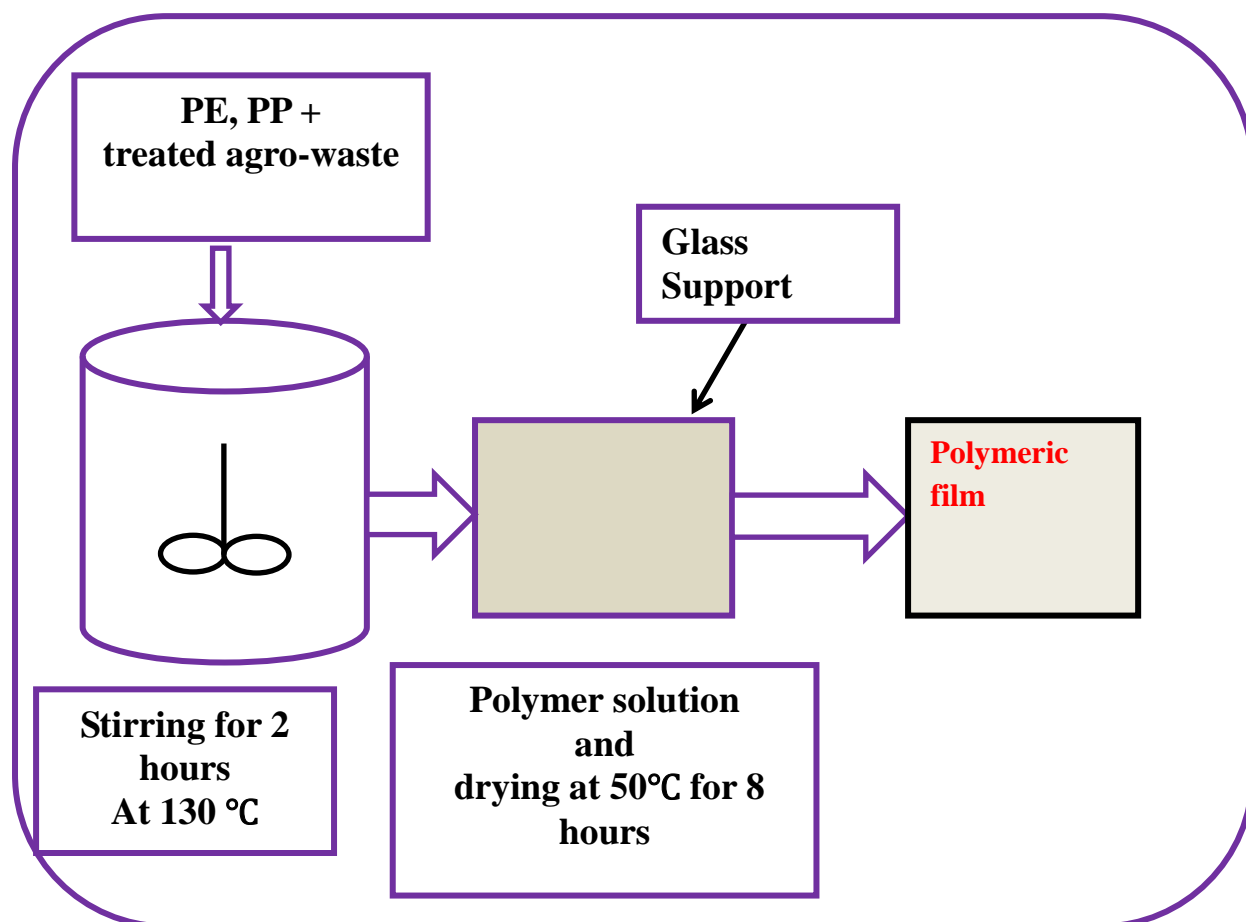 PE, PP +
treated agro-waste
Glass
Support
Polymeric
film
Stirring for 2
hours
At 130 ℃
Polymer solution
and
drying at 50℃ for 8
hours